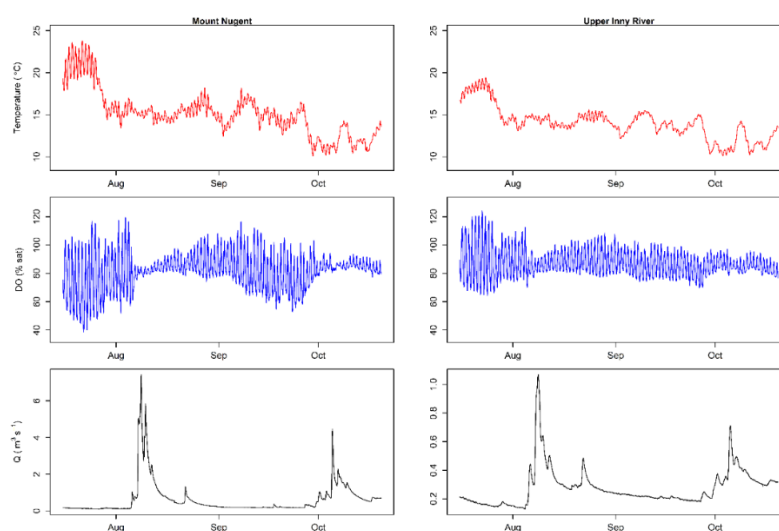 Mount Nugent
Upper Inny River
Temperature ( °C)
25
20
15
10
Aug Sep Oct
25
20
15
10
Aug Sep Oct
DO (% sat)
120
100
80
60
40
Aug Sep Oct
120
100
80
60
40
Aug Sep Oct
Q ( m³ s⁻¹)
6
4
2
0
Aug Sep Oct
1.0
0.8
0.6
0.4
0.2
Aug Sep Oct